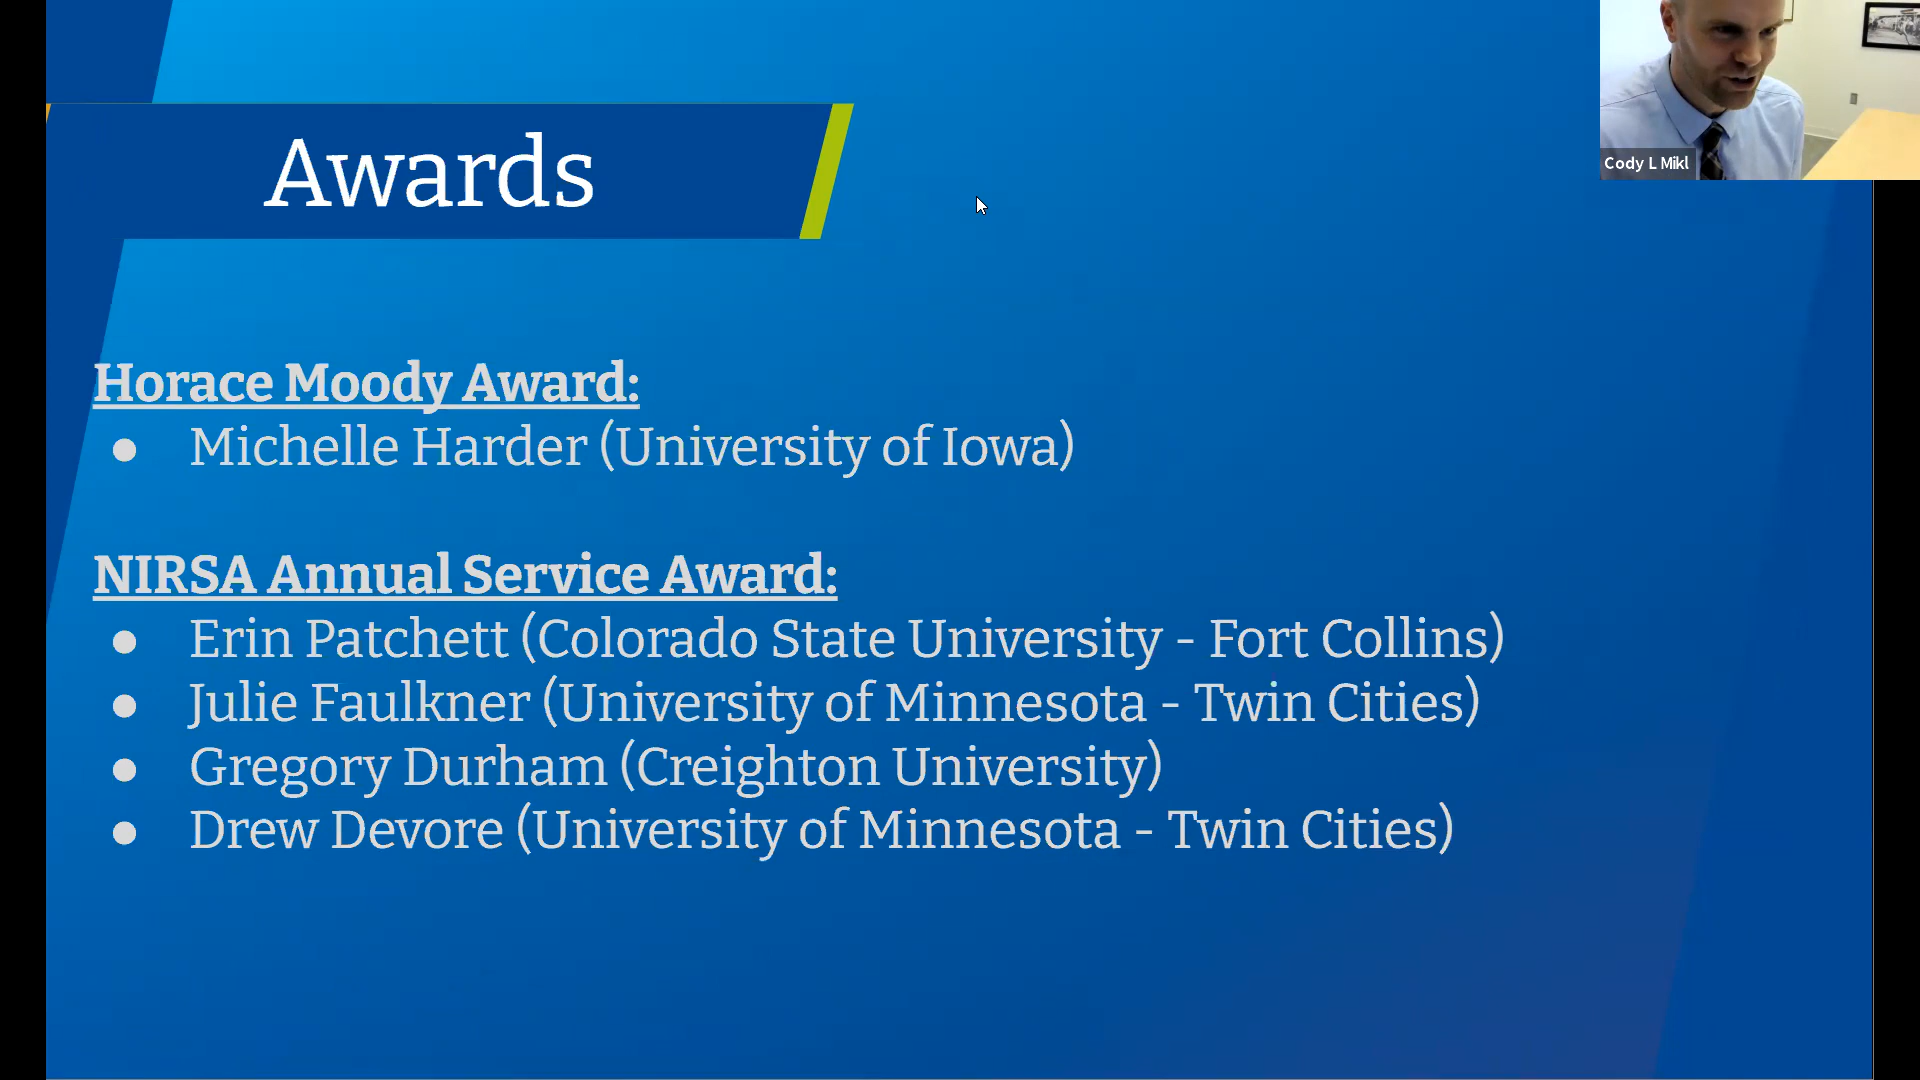 Awards
Cody L Mikl
Horace Moody Award:
● Michelle Harder (University of Iowa)
NIRSA Annual Service Award:
● Erin Patchett (Colorado State University - Fort Collins)
● Julie Faulkner (University of Minnesota - Twin Cities)
● Gregory Durham (Creighton University)
● Drew Devore (University of Minnesota - Twin Cities)